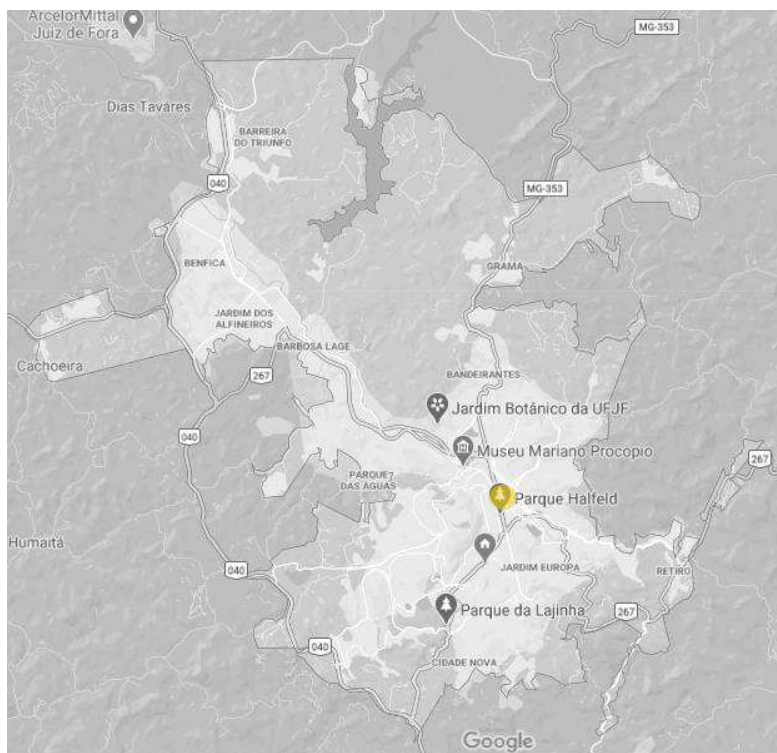 ArcelorMittal
Juiz de Fora
MG-353
Dias Tavares
BARREIRA
DO TRIUNFO
040
MG-353
BENFICA
GRAMA
JARDIM DOS
ALFINEIROS
BARBOSA LAGE
Cachoeira
267
BANDEIRANTES
Jardim Botânico da UFJF
040
Museu Mariano Procópio
267
PARQUE
DAS ÁGUAS
Parque Halfeld
Humaitá
040
JARDIM EUROPA
RETIRO
Parque da Lajinha
267
040
CIDADE NOVA
Google